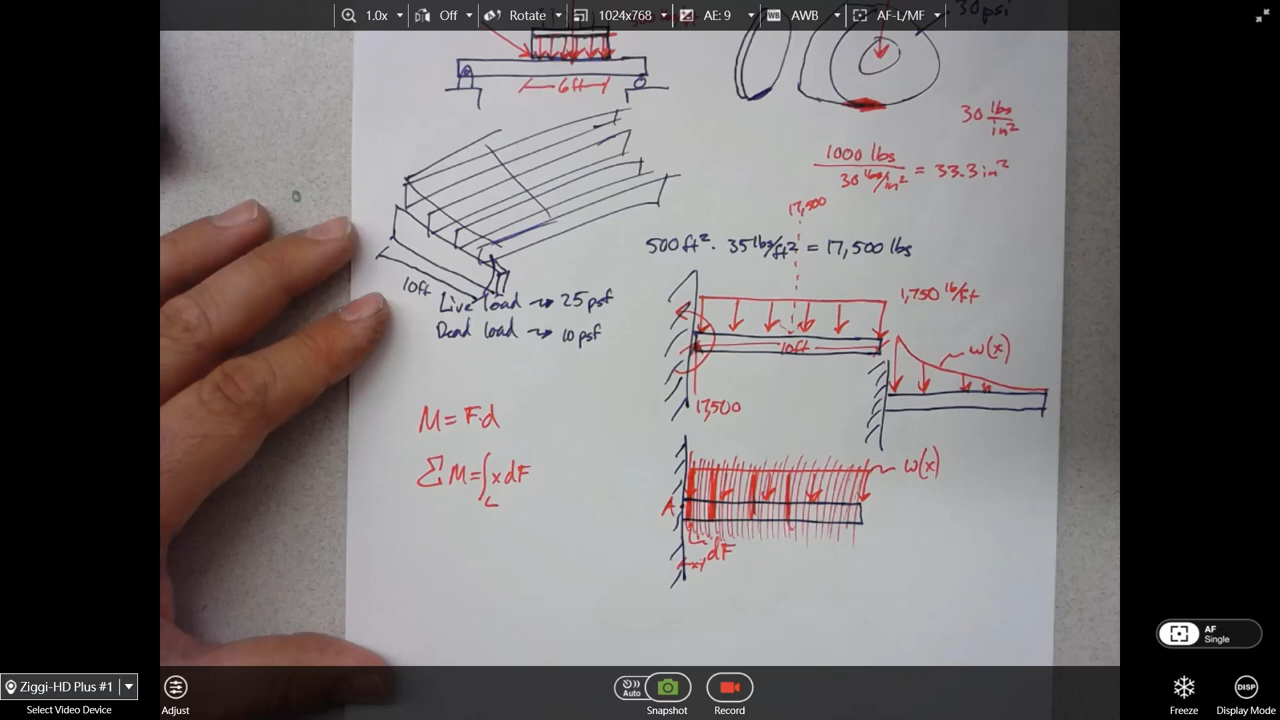 1.0x
Off
Rotate
1024x768
AE: 9
WB AWB
AF-L/MF
30psi
6ft
30 lbs/in²
1000 lbs / 30 lbs/in² = 33.3 in²
17,500
500 ft² · 35 lbs/ft² = 17,500 lbs
10ft
Live load → 25 psf
Dead load → 10 psf
1,750 lb/ft
10ft
w(x)
17,500
M = F·d
ΣM = ∫L x dF
w(x)
A
dF
x
AF
Single
Ziggi-HD Plus #1
Select Video Device
Adjust
Auto
Snapshot
Record
Freeze
DISP
Display Mode